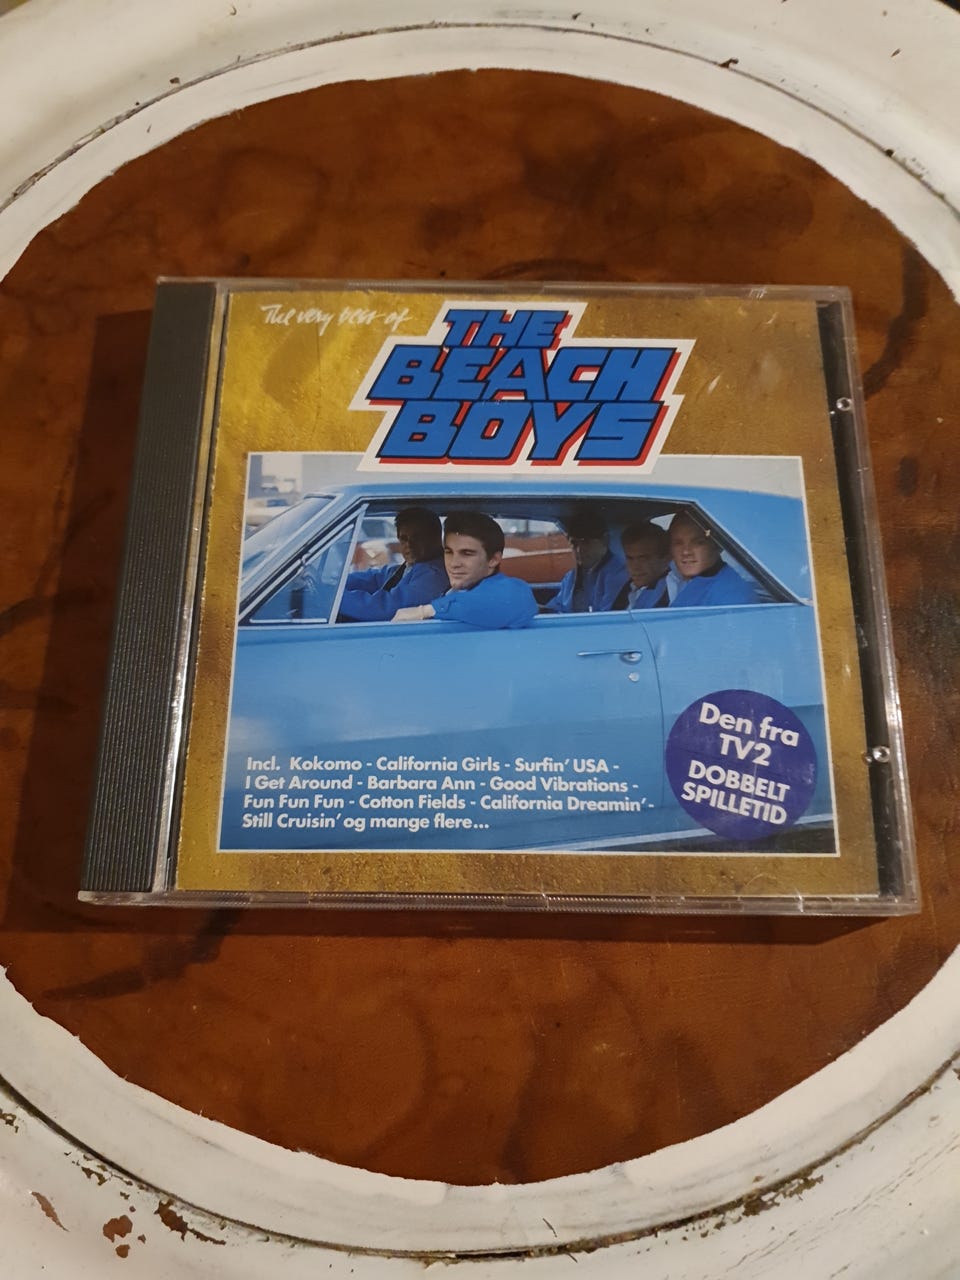 The very best of
THE
BEACH
BOYS
Incl. Kokomo - California Girls - Surfin' USA -
I Get Around - Barbara Ann - Good Vibrations -
Fun Fun Fun - Cotton Fields - California Dreamin' -
Still Cruisin' og mange flere...
Den fra
TV2
DOBBELT
SPILLETID